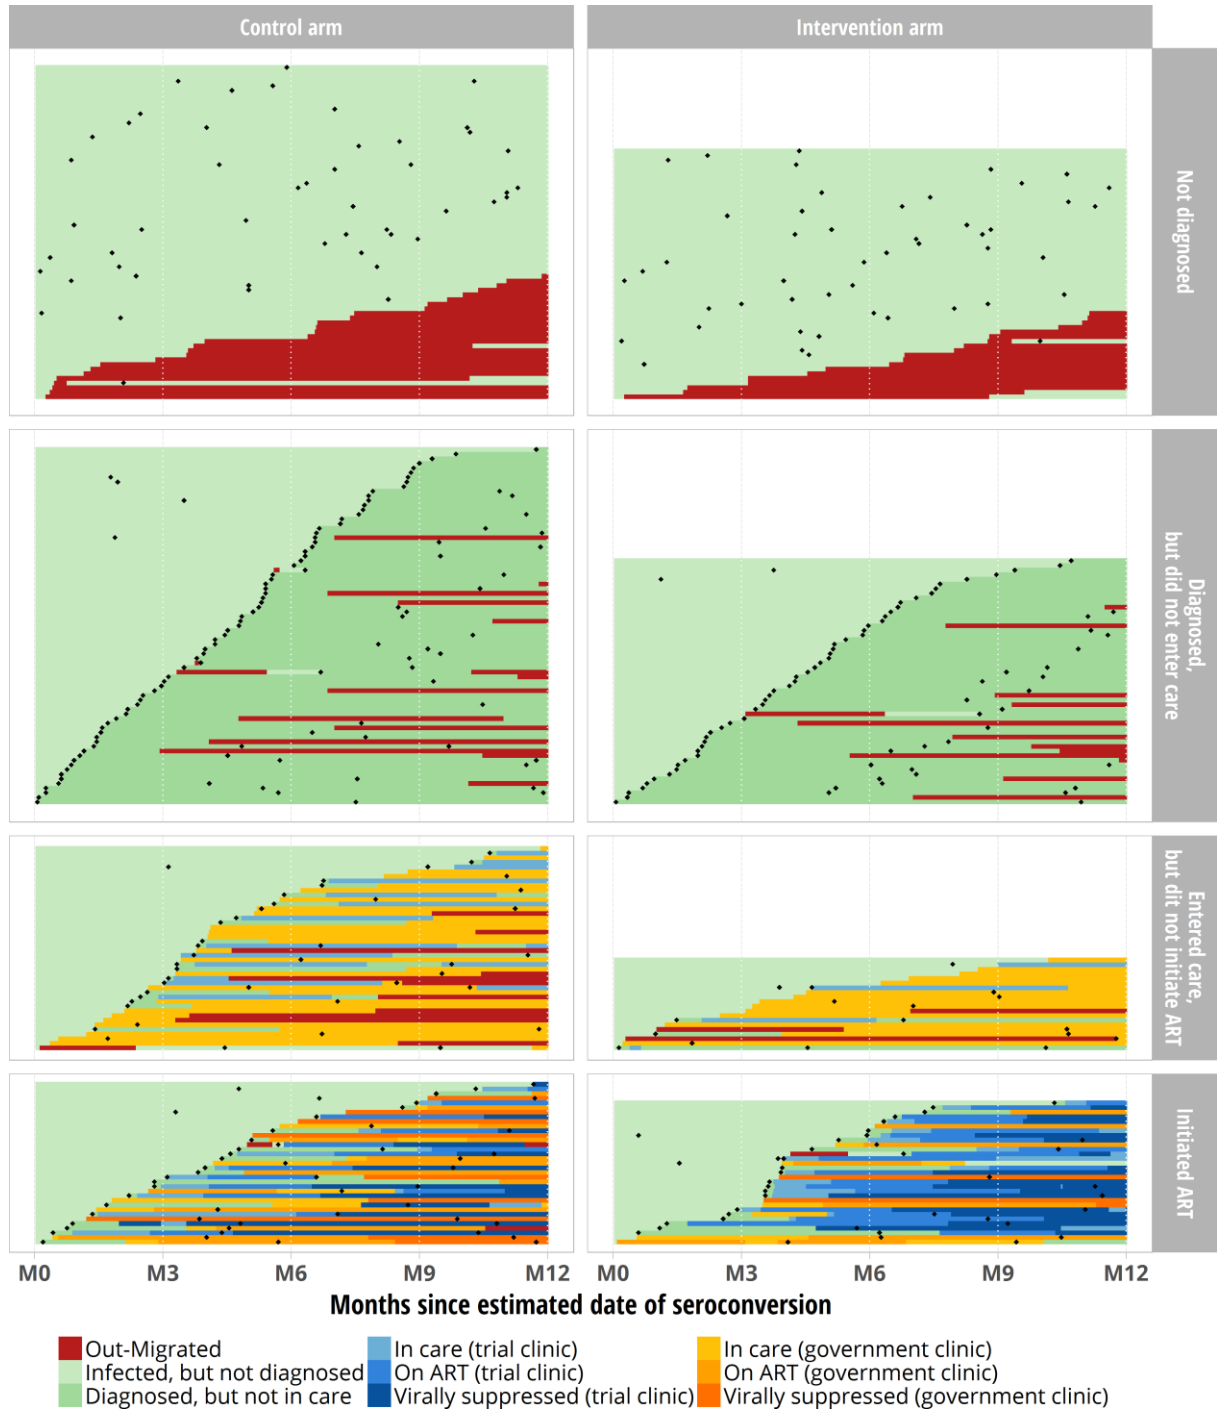 Control arm
Intervention arm
Not diagnosed
Diagnosed,
but did not enter care
Entered care,
but dit not initiate ART
Initiated ART
M0 M3 M6 M9 M12 M0 M3 M6 M9 M12
Months since estimated date of seroconversion
Out-Migrated In care (trial clinic) In care (government clinic)
Infected, but not diagnosed On ART (trial clinic) On ART (government clinic)
Diagnosed, but not in care Virally suppressed (trial clinic) Virally suppressed (government clinic)